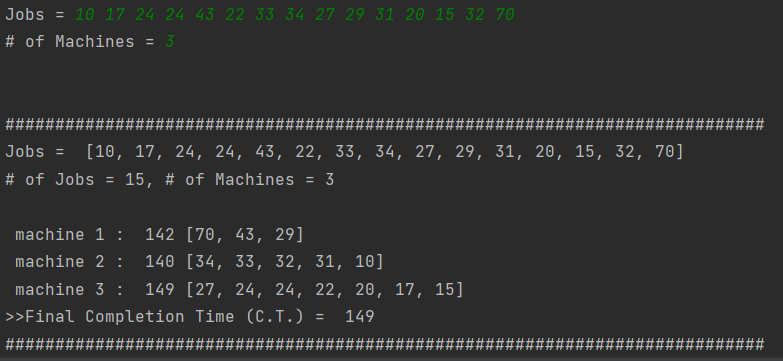 Jobs = 10 17 24 24 43 22 33 34 27 29 31 20 15 32 70
# of Machines = 3
############################################################################
Jobs =  [10, 17, 24, 24, 43, 22, 33, 34, 27, 29, 31, 20, 15, 32, 70]
# of Jobs = 15, # of Machines = 3
 machine 1 :  142 [70, 43, 29]
 machine 2 :  140 [34, 33, 32, 31, 10]
 machine 3 :  149 [27, 24, 24, 22, 20, 17, 15]
>>Final Completion Time (C.T.) =  149
############################################################################